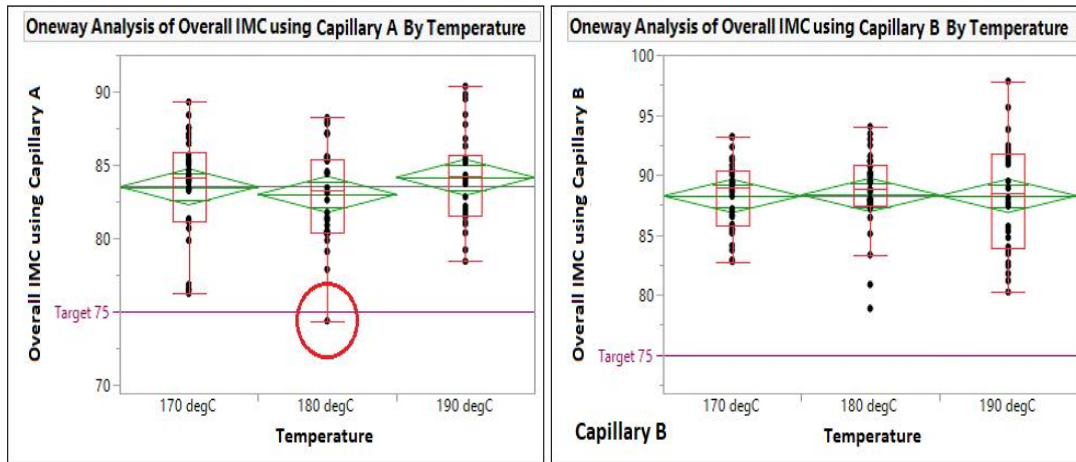 Oneway Analysis of Overall IMC using Capillary A By Temperature
Overall IMC using Capillary A
90
85
80
Target 75
70
170 degC
180 degC
190 degC
Temperature
Oneway Analysis of Overall IMC using Capillary B By Temperature
Overall IMC using Capillary B
100
95
90
85
80
Target 75
170 degC
180 degC
190 degC
Temperature
Capillary B